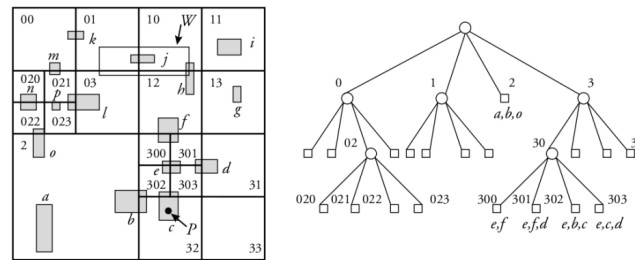 00 01 10 11
W
k
i
j
m
020 021 03 12 13
n p
h
g
l
022 023
f
2
o
300 301
e
d
302 303
31
a
b
c P
32 33
0 1 2 3
a,b,o
02 30 3
020 021 022 023 300 301 302 303
e,f e,f,d e,b,c e,c,d